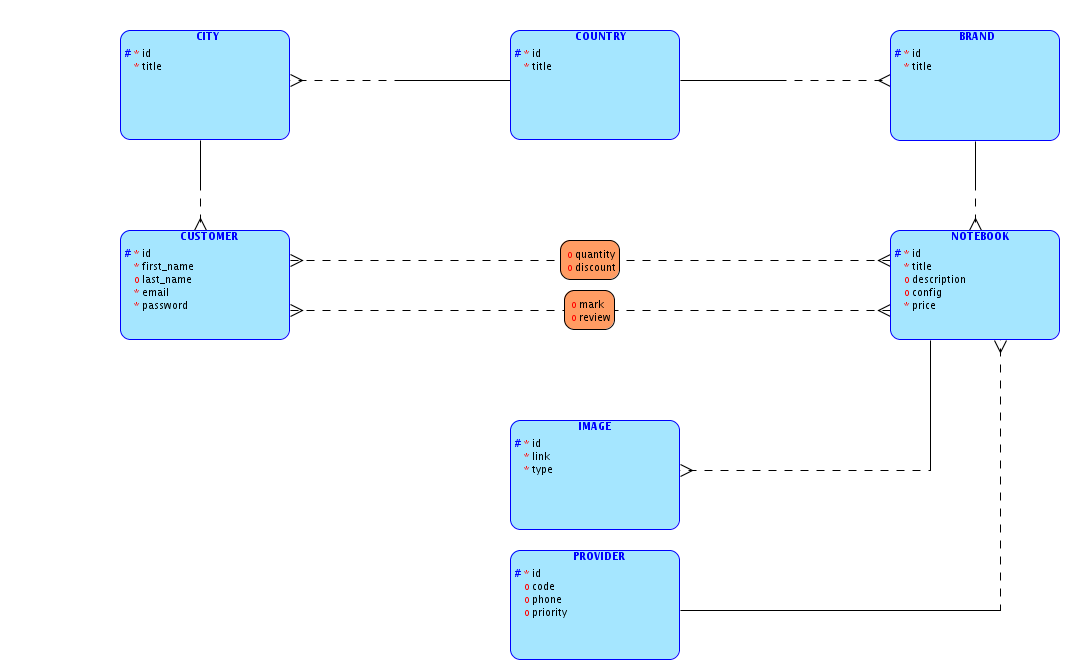 CITY
# * id
* title
COUNTRY
# * id
* title
BRAND
# * id
* title
CUSTOMER
# * id
* first_name
o last_name
* email
* password
o quantity
o discount
o mark
o review
NOTEBOOK
# * id
* title
o description
o config
* price
IMAGE
# * id
* link
* type
PROVIDER
# * id
o code
o phone
o priority